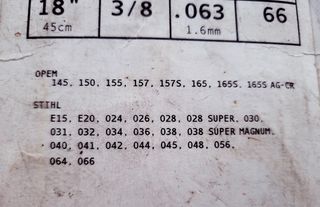 18" 3/8 .063 66
45cm 1.6mm
OPEM
145, 150, 155, 157, 157S, 165, 165S, 165S AG-CR
STIHL
E15, E20, 024, 026, 028, 028 SUPER, 030,
031, 032, 034, 036, 038, 038 SUPER MAGNUM,
040, 041, 042, 044, 045, 048, 056,
064, 066